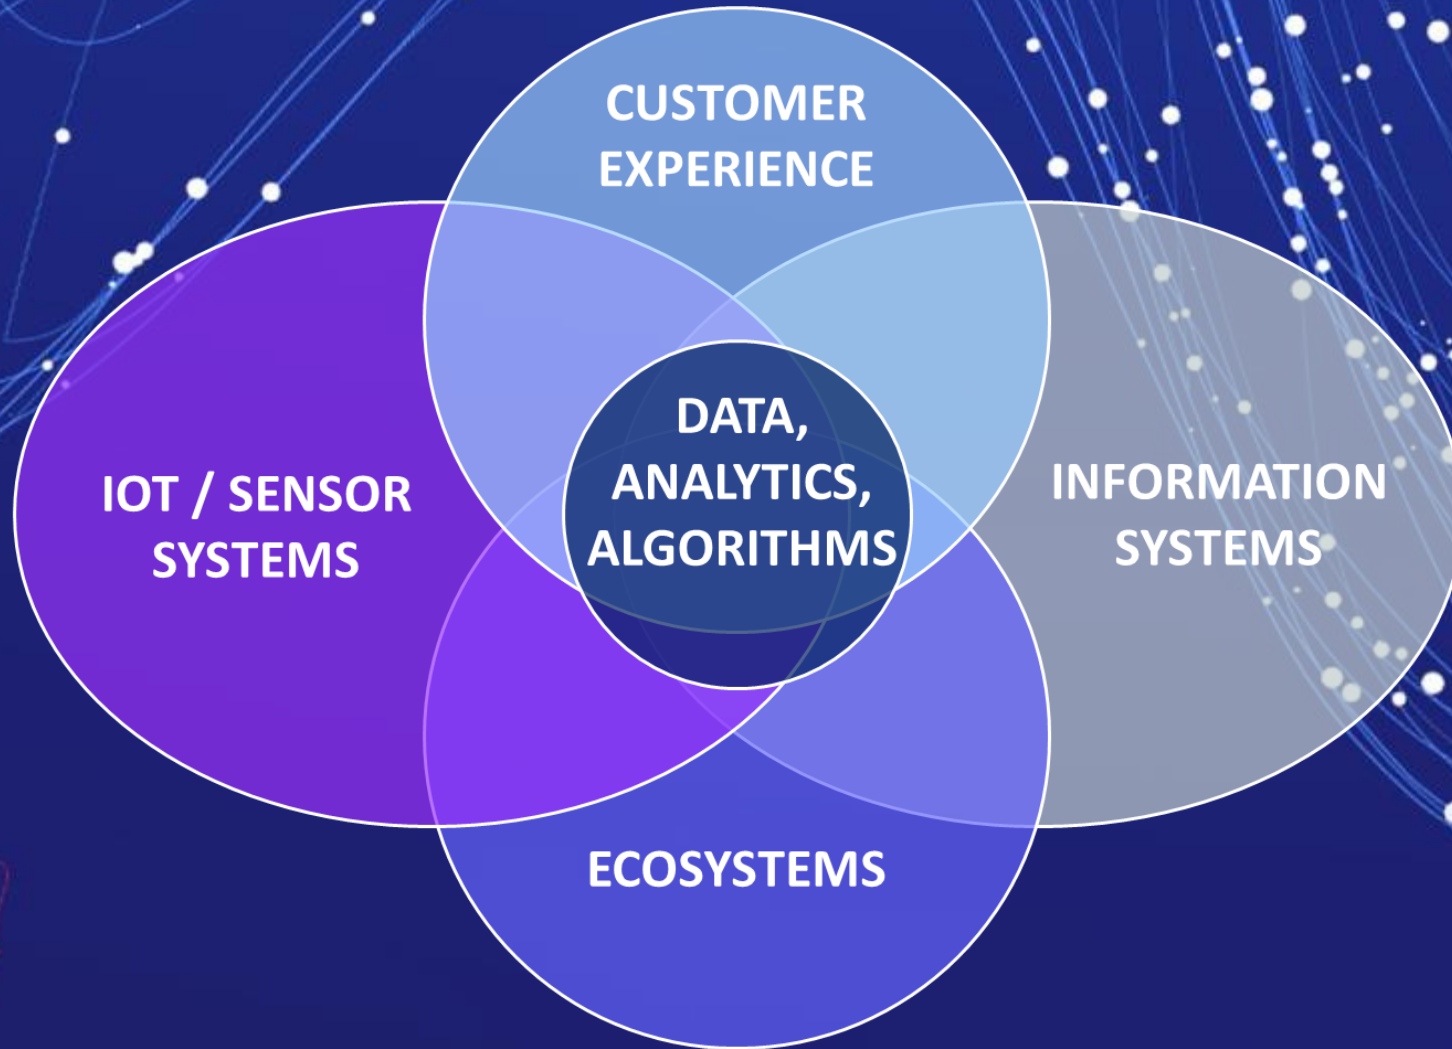 CUSTOMER
EXPERIENCE
IOT / SENSOR
SYSTEMS
DATA,
ANALYTICS,
ALGORITHMS
INFORMATION
SYSTEMS
ECOSYSTEMS